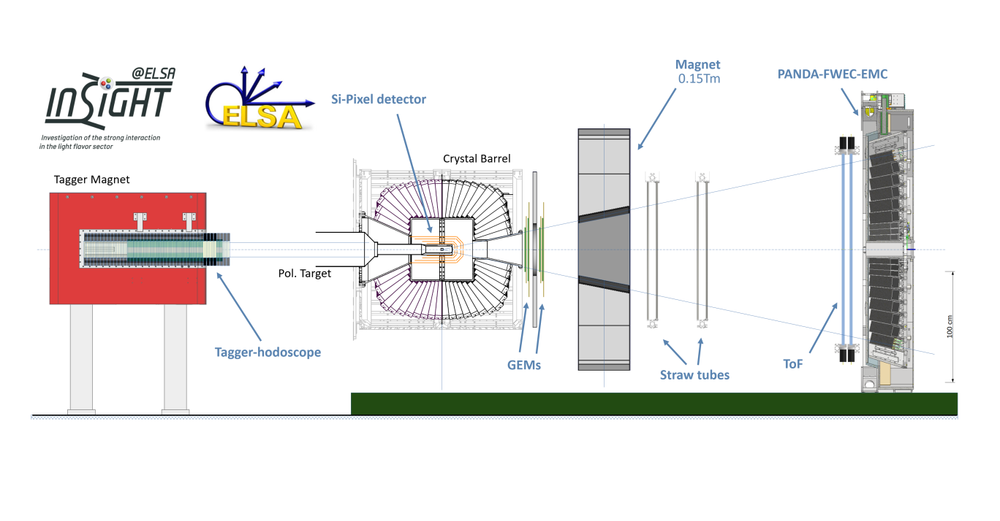 @ELSA
INSIGHT
Investigation of the strong interaction
in the light flavor sector
ELSA
Si-Pixel detector
Magnet
0.15Tm
PANDA-FWEC-EMC
Crystal Barrel
Tagger Magnet
Pol. Target
Tagger-hodoscope
GEMs
Straw tubes
ToF
100 cm